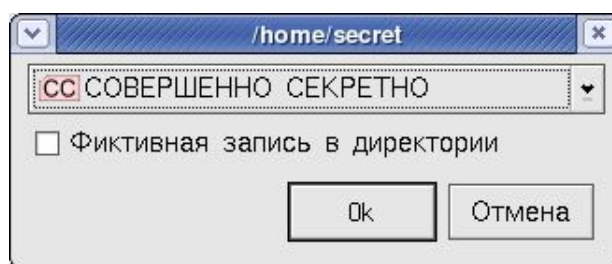 /home/secret
СС СОВЕРШЕННО СЕКРЕТНО
Фиктивная запись в директории
Ok Отмена